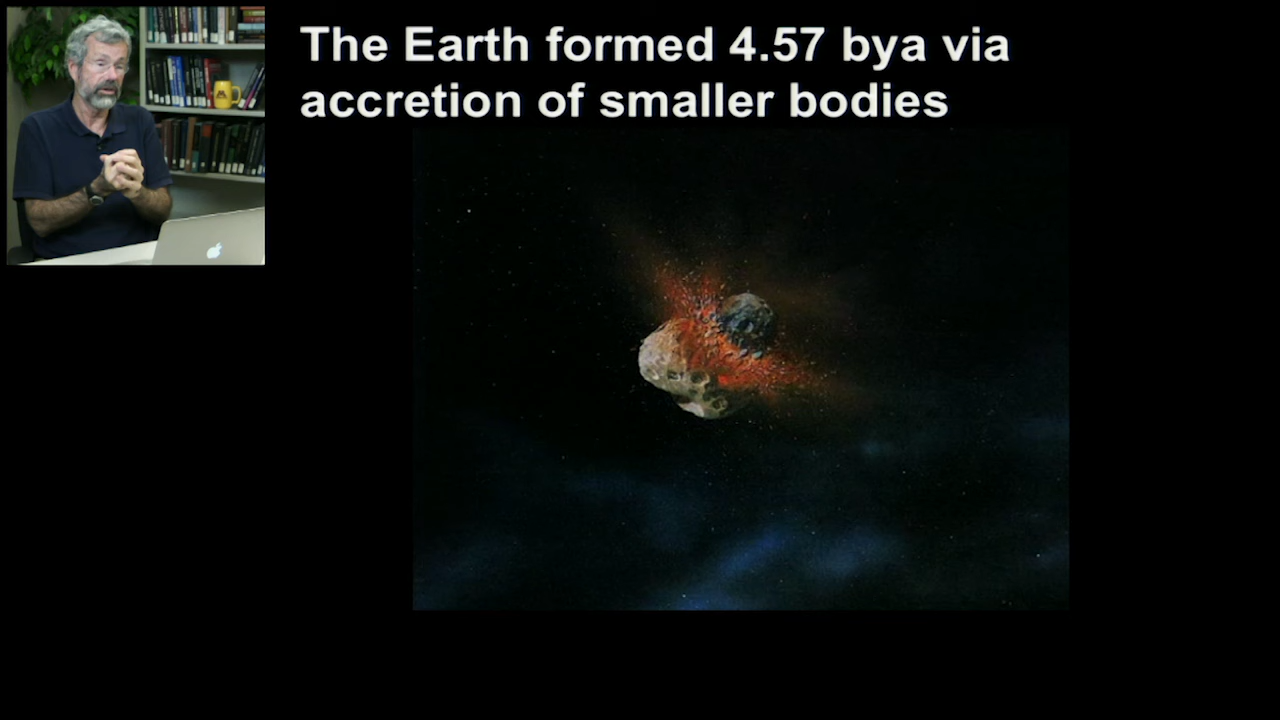 The Earth formed 4.57 bya via
accretion of smaller bodies